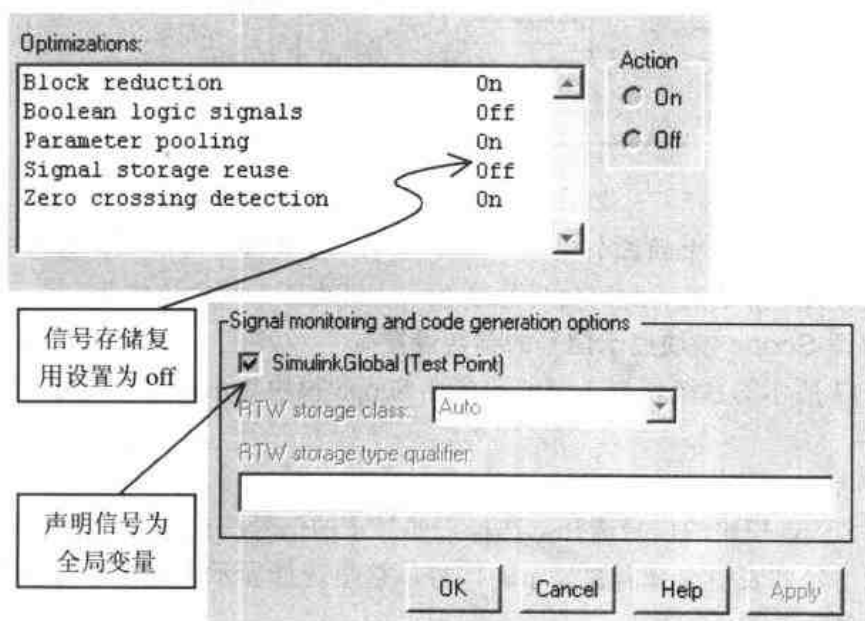 Optimizations:
Block reduction On
Boolean logic signals Off
Parameter pooling On
Signal storage reuse Off
Zero crossing detection On
Action
On
Off
信号存储复
用设置为 off
Signal monitoring and code generation options
SimulinkGlobal (Test Point)
RTW storage class: Auto
RTW storage type qualifier
声明信号为
全局变量
OK Cancel Help Apply